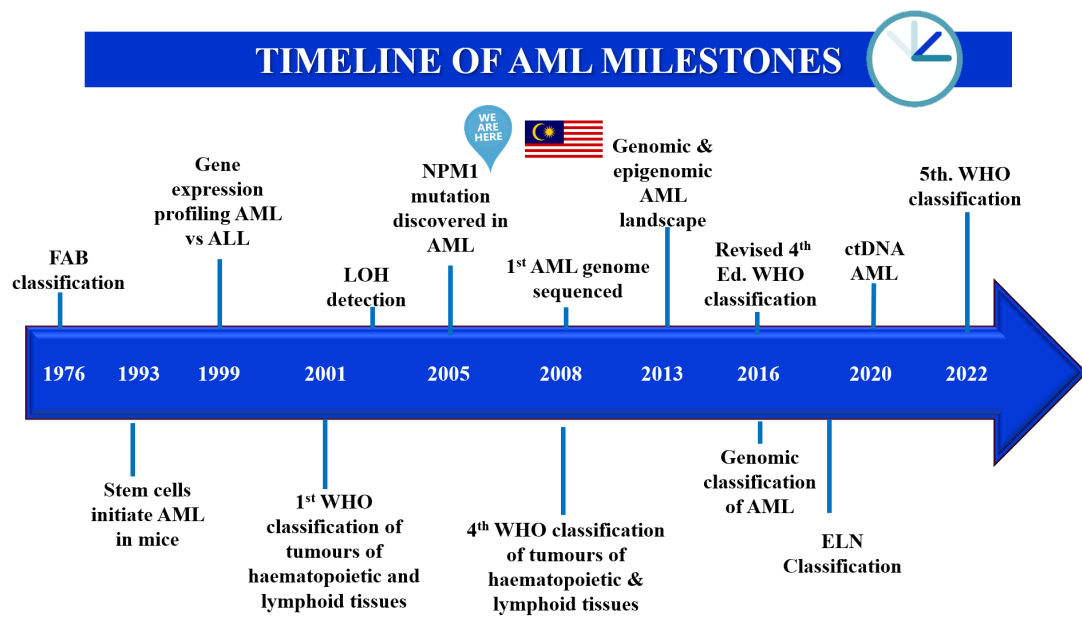 TIMELINE OF AML MILESTONES
WE
ARE
HERE
FAB
classification
Gene
expression
profiling AML
vs ALL
LOH
detection
NPM1
mutation
discovered in
AML
1st AML genome
sequenced
Genomic &
epigenomic
AML
landscape
Revised 4th
Ed. WHO
classification
ctDNA
AML
5th. WHO
classification
1976 1993 1999 2001 2005 2008 2013 2016 2020 2022
Stem cells
initiate AML
in mice
1st WHO
classification of
tumours of
haematopoietic and
lymphoid tissues
4th WHO classification
of tumours of
haematopoietic &
lymphoid tissues
Genomic
classification
of AML
ELN
Classification